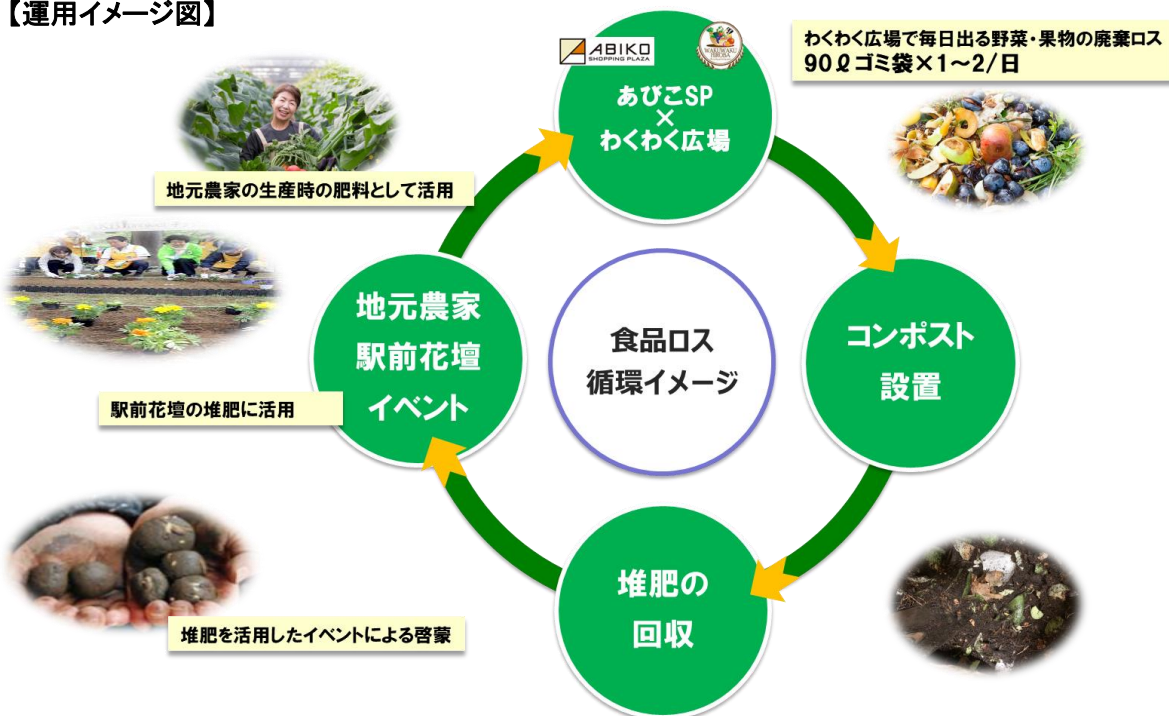 【運用イメージ図】
ABIKO
SHOPPING PLAZA
WAKUWAKU
HIROBA
あびこSP
×
わくわく広場
わくわく広場で毎日出る野菜・果物の廃棄ロス
90ℓゴミ袋×1～2/日
地元農家の生産時の肥料として活用
地元農家
駅前花壇
イベント
食品ロス
循環イメージ
コンポスト
設置
駅前花壇の堆肥に活用
堆肥の
回収
堆肥を活用したイベントによる啓蒙